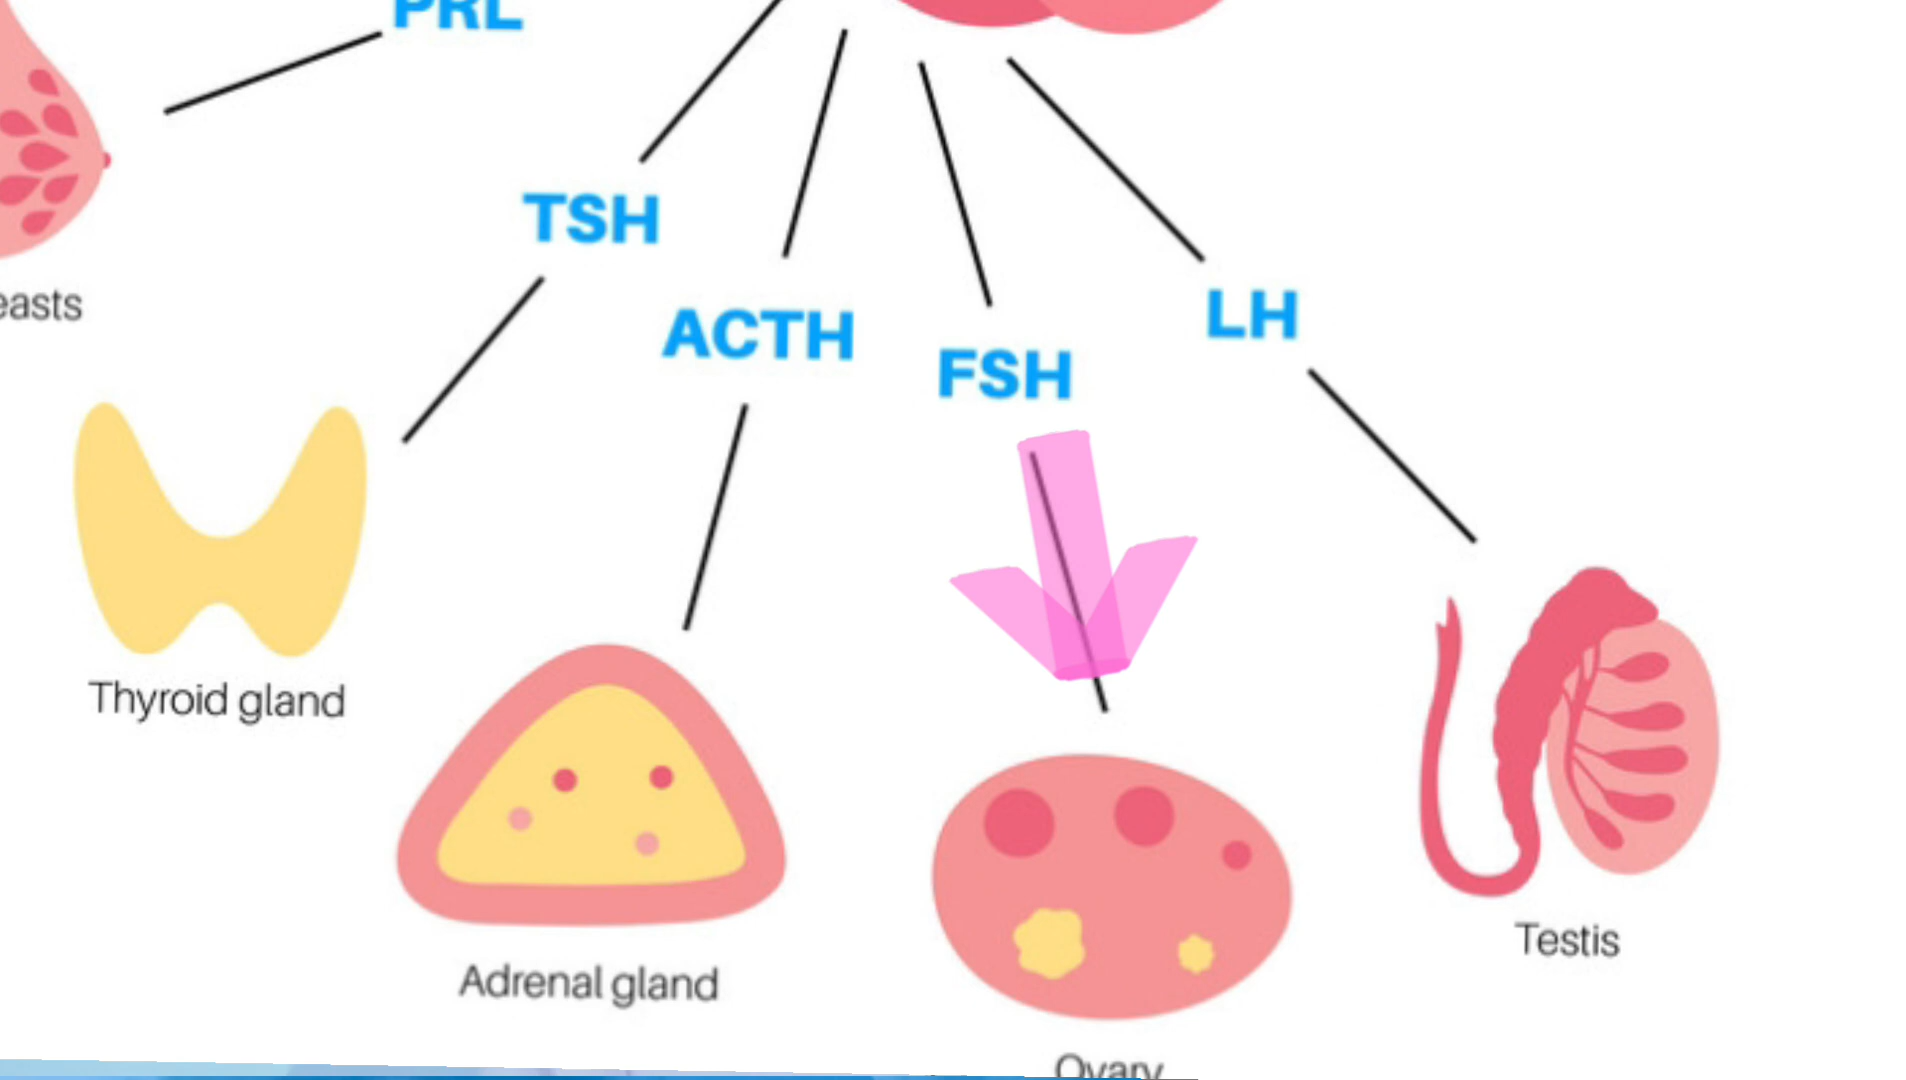 PRL
TSH
ACTH
FSH
LH
easts
Thyroid gland
Adrenal gland
Ovary
Testis